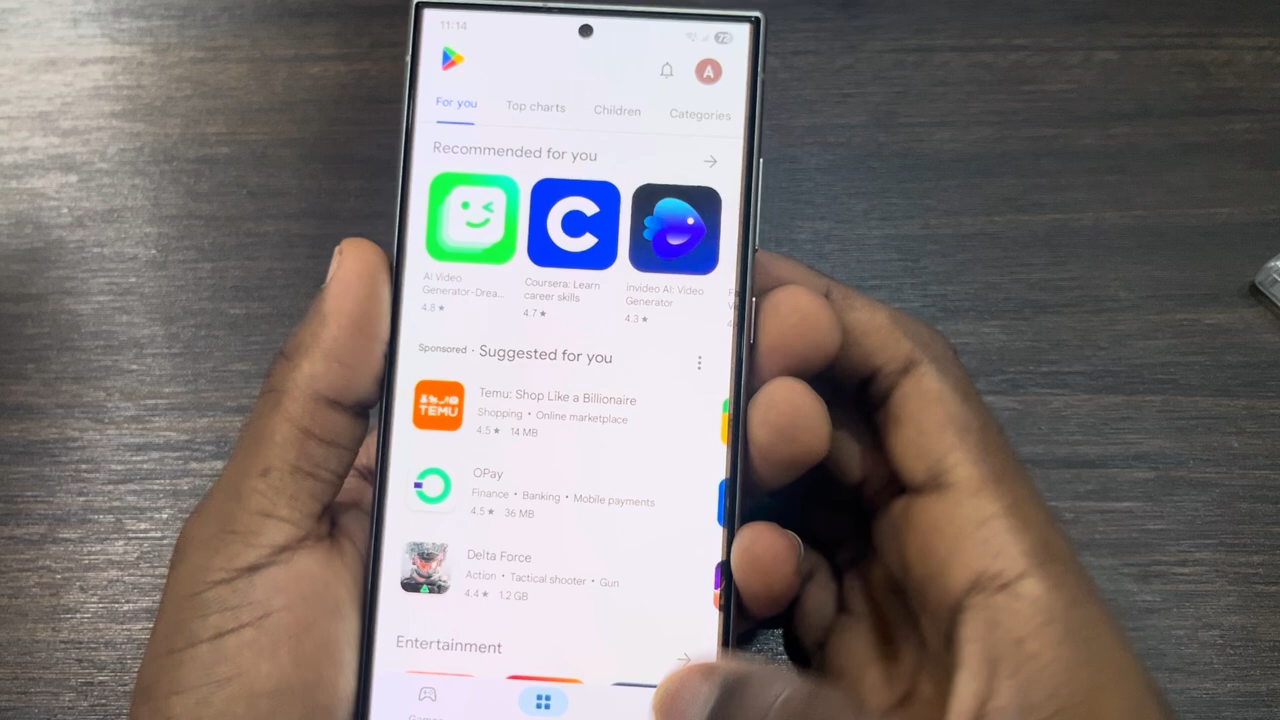 11:14
72
A
For you
Top charts
Children
Categories
Recommended for you
AI Video
Generator-Drea...
4.8★
Coursera: Learn
career skills
4.7★
invideo AI: Video
Generator
4.3★
Sponsored · Suggested for you
TEMU
Temu: Shop Like a Billionaire
Shopping • Online marketplace
4.5★ 14 MB
OPay
Finance • Banking • Mobile payments
4.5★ 36 MB
Delta Force
Action • Tactical shooter • Gun
4.4★ 1.2 GB
Entertainment